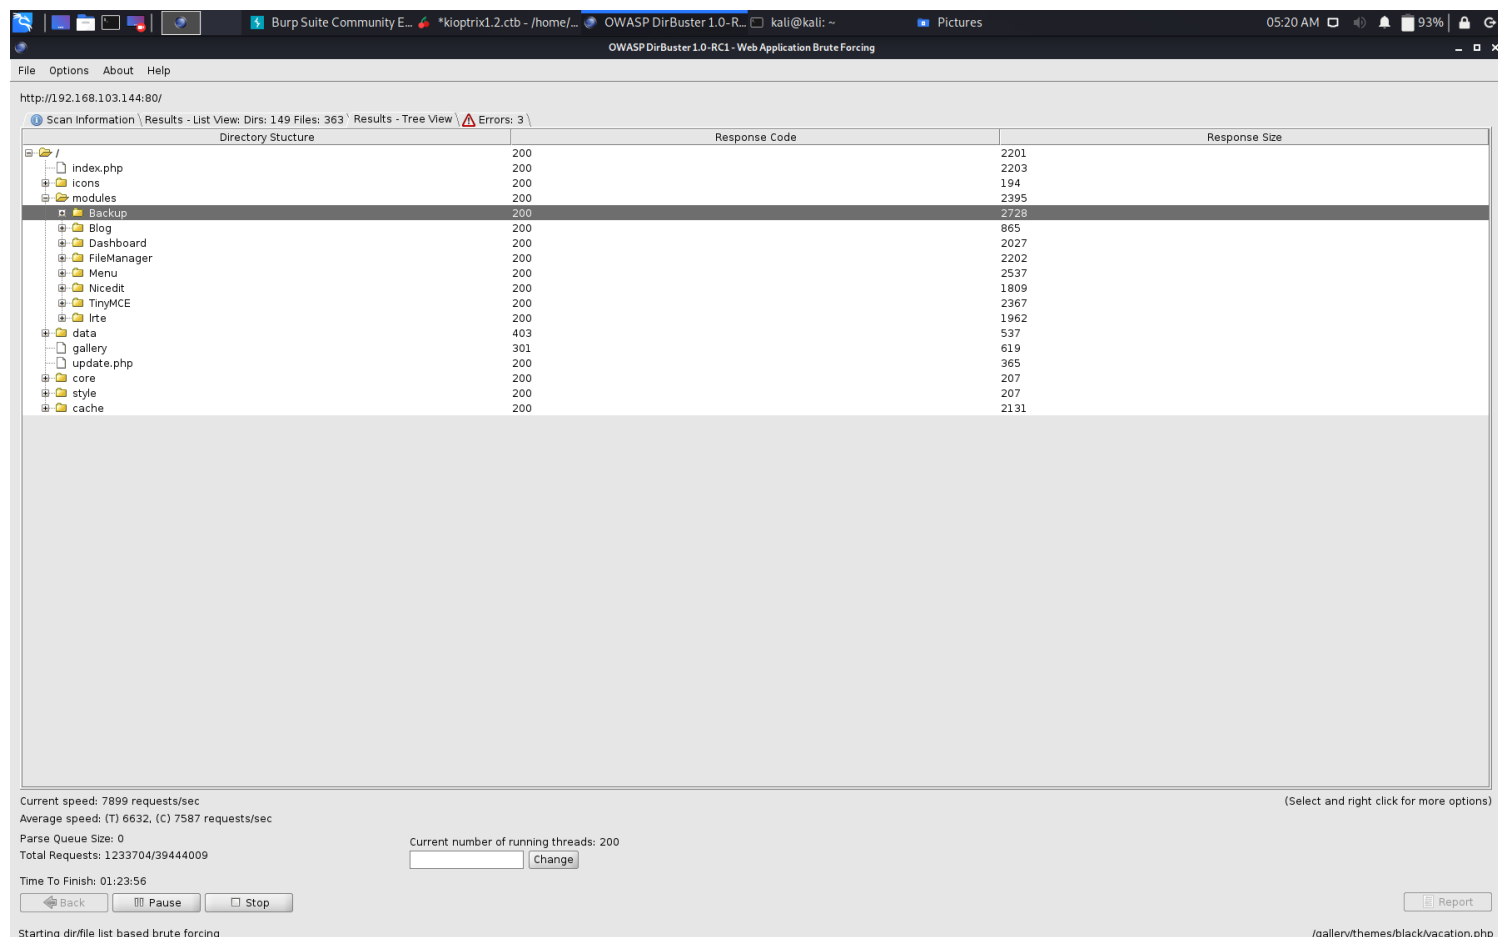 Burp Suite Community E... *kioptrix1.2.ctb - /home/... OWASP DirBuster 1.0-R... kali@kali: ~ Pictures 05:20 AM 93%
OWASP DirBuster 1.0-RC1 - Web Application Brute Forcing
File Options About Help
http://192.168.103.144:80/
Scan Information Results - List View: Dirs: 149 Files: 363 Results - Tree View Errors: 3
Directory Stucture Response Code Response Size
/ 200 2201
index.php 200 2203
icons 200 194
modules 200 2395
Backup 200 2728
Blog 200 865
Dashboard 200 2027
FileManager 200 2202
Menu 200 2537
Nicedit 200 1809
TinyMCE 200 2367
lrte 200 1962
data 403 537
gallery 301 619
update.php 200 365
core 200 207
style 200 207
cache 200 2131
Current speed: 7899 requests/sec (Select and right click for more options)
Average speed: (T) 6632, (C) 7587 requests/sec
Parse Queue Size: 0
Current number of running threads: 200
Total Requests: 1233704/39444009
Change
Time To Finish: 01:23:56
Back Pause Stop Report
Starting dir/file list based brute forcing /gallery/themes/black/vacation.php